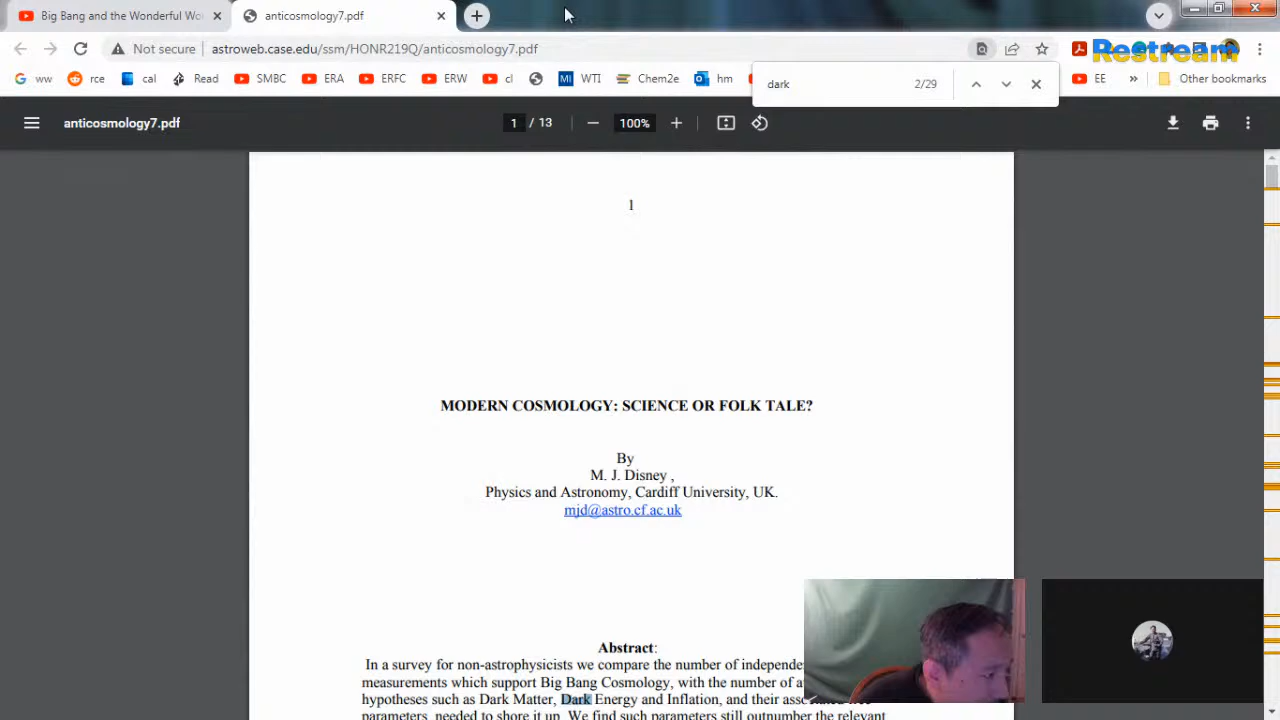 Big Bang and the Wonderful Wo
anticosmology7.pdf
Not secure
astroweb.case.edu/ssm/HONR219Q/anticosmology7.pdf
Restream
ww
rce
cal
Read
SMBC
ERA
ERFC
ERW
cl
WTI
Chem2e
hm
EE
Other bookmarks
dark
2/29
anticosmology7.pdf
1 / 13
100%
1
MODERN COSMOLOGY: SCIENCE OR FOLK TALE?
By
M. J. Disney ,
Physics and Astronomy, Cardiff University, UK.
mjd@astro.cf.ac.uk
Abstract:
In a survey for non-astrophysicists we compare the number of independe
measurements which support Big Bang Cosmology, with the number of
hypotheses such as Dark Matter, Dark Energy and Inflation, and their
parameters, needed to shore it up. We find such parameters still outnumber the relevant